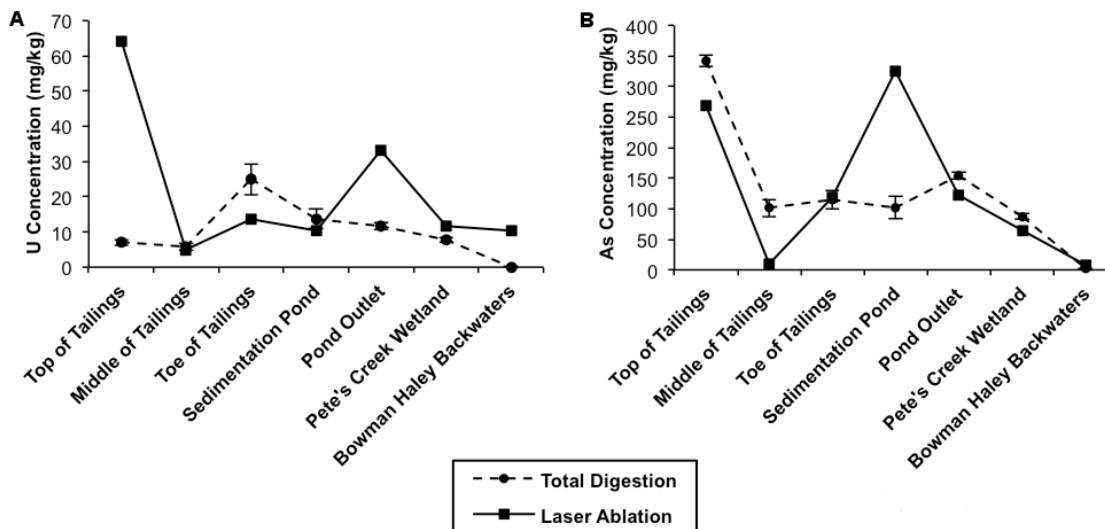 A
U Concentration (mg/kg)
70
60
50
40
30
20
10
0
Top of Tailings
Middle of Tailings
Toe of Tailings
Sedimentation Pond
Pond Outlet
Pete's Creek Wetland
Bowman Haley Backwaters
B
As Concentration (mg/kg)
400
350
300
250
200
150
100
50
0
Top of Tailings
Middle of Tailings
Toe of Tailings
Sedimentation Pond
Pond Outlet
Pete's Creek Wetland
Bowman Haley Backwaters
Total Digestion
Laser Ablation